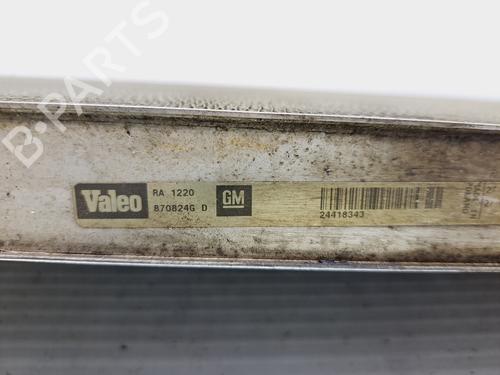 B-PARTS
Valeo
RA 1220
870824G D
GM
24418343